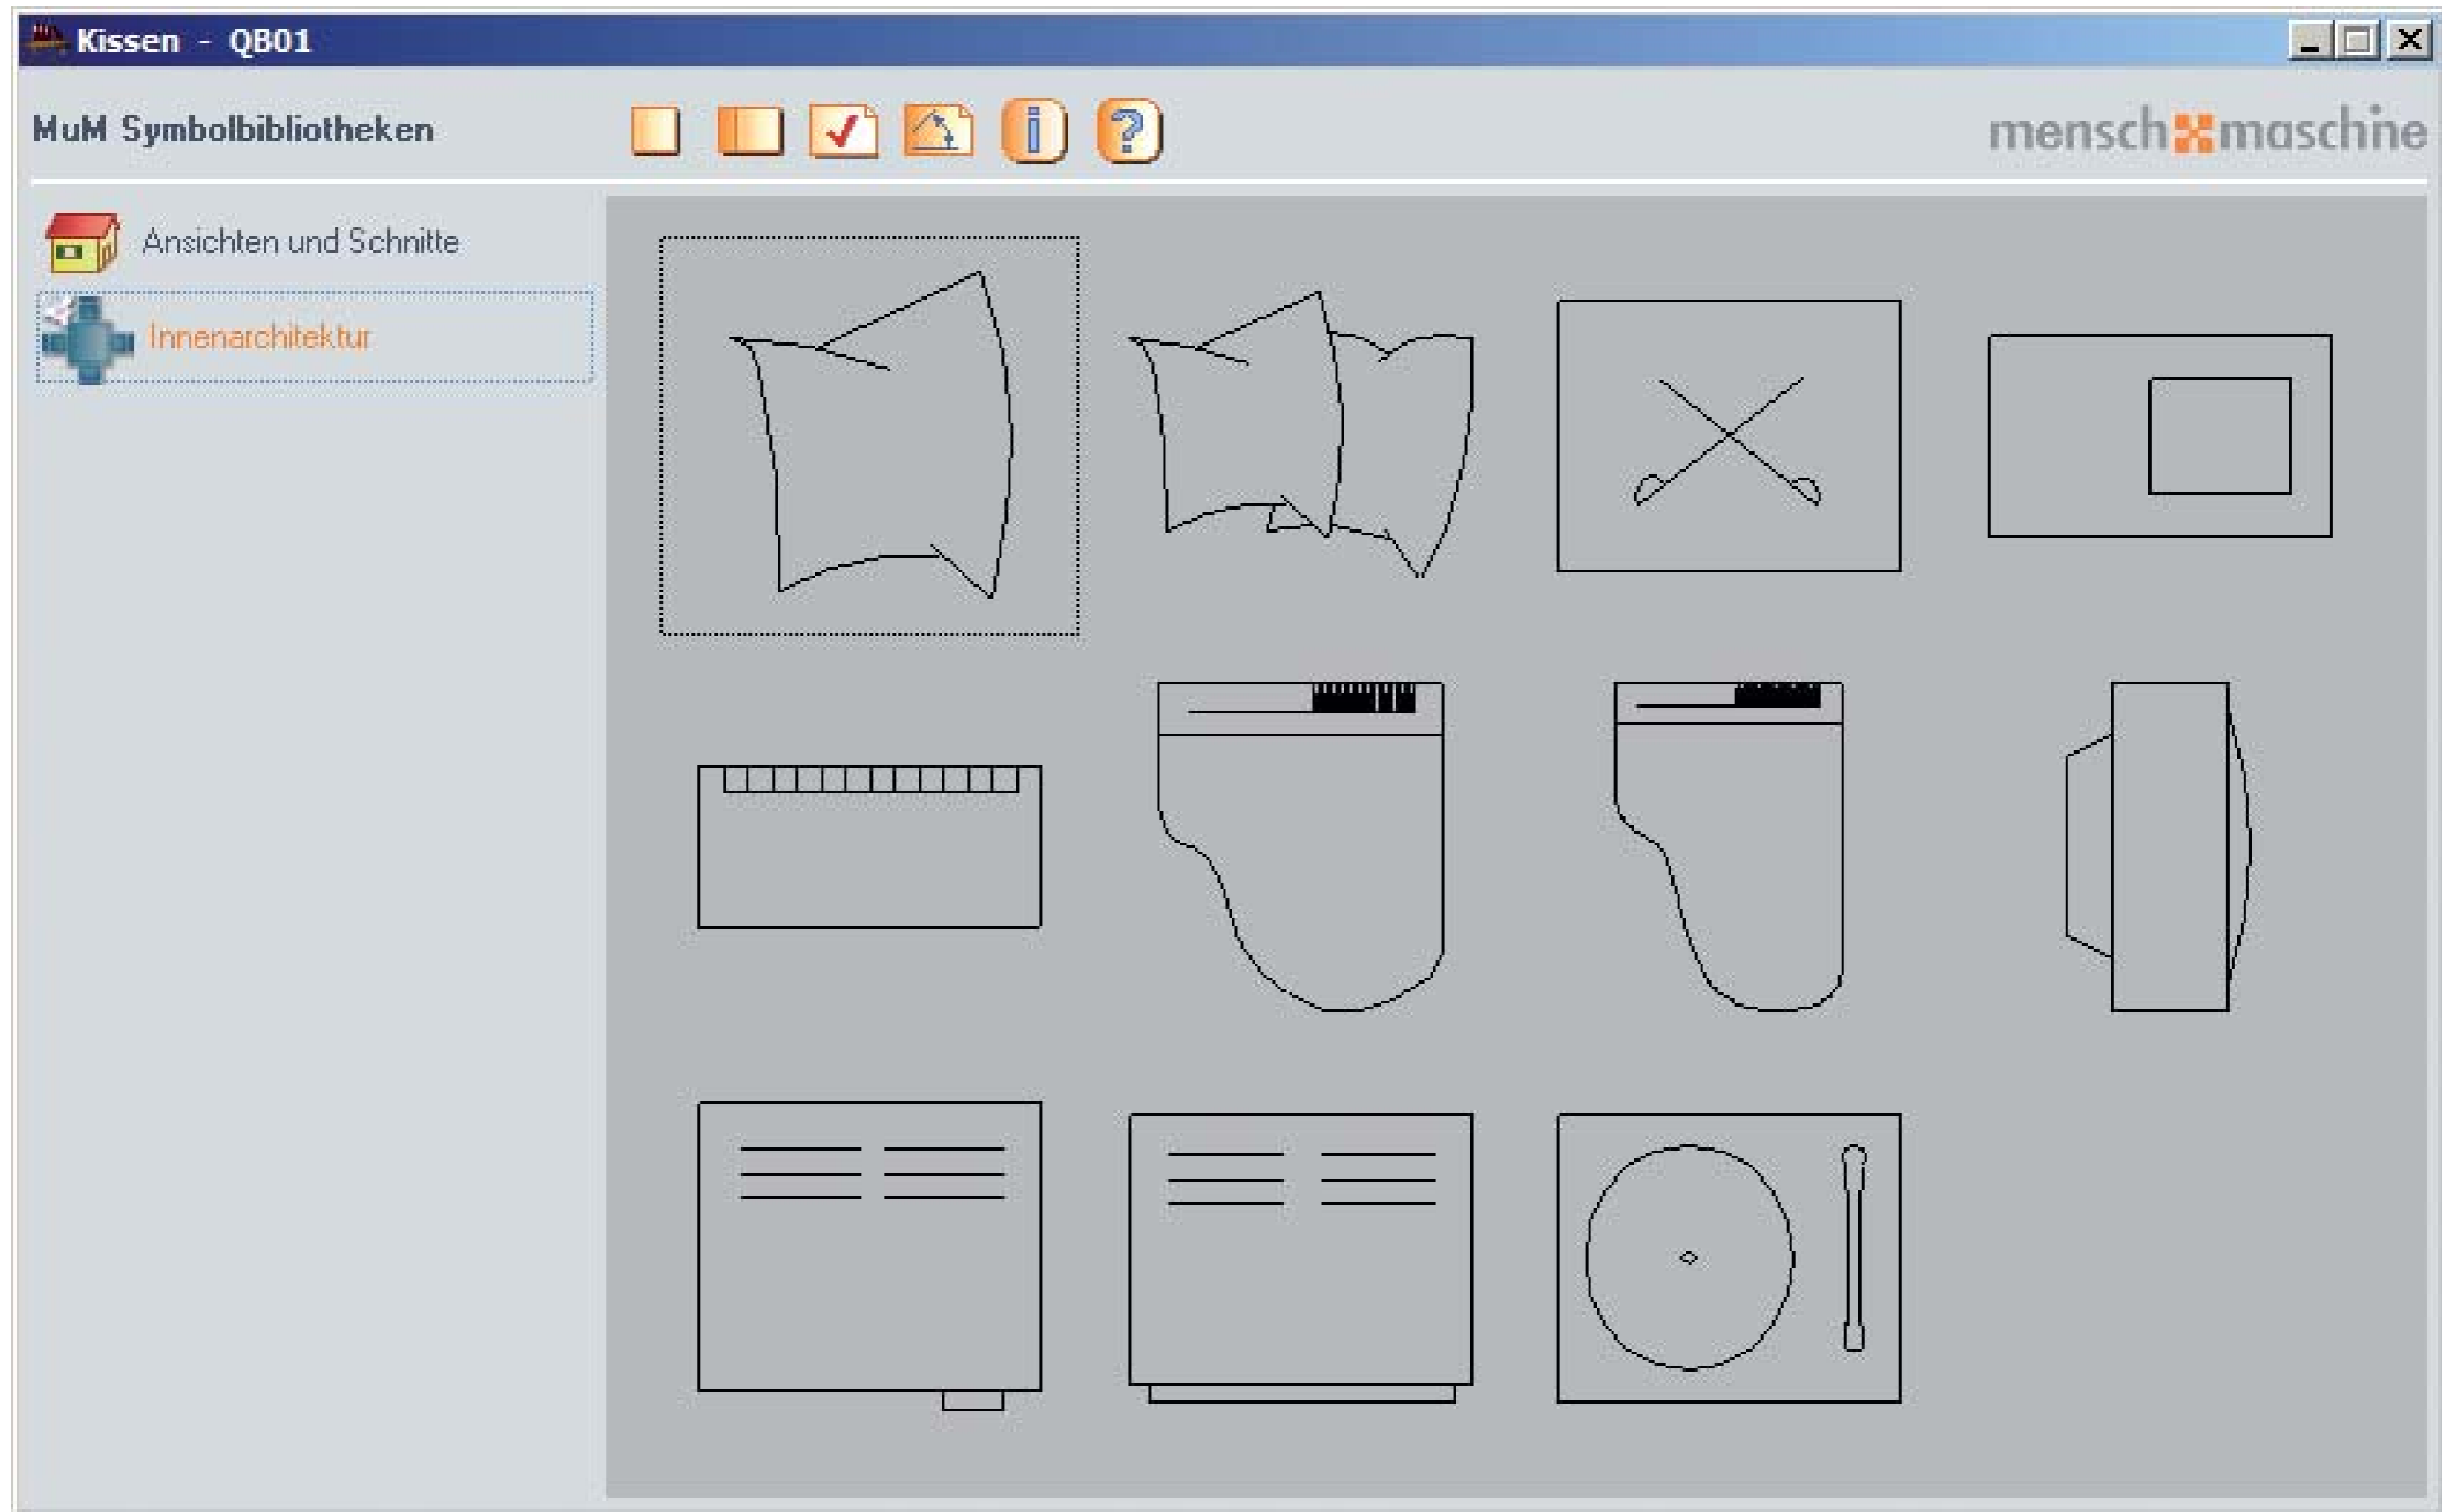 Kissen - QB01
MuM Symbolbibliotheken
mensch maschine
Ansichten und Schnitte
Innenarchitektur